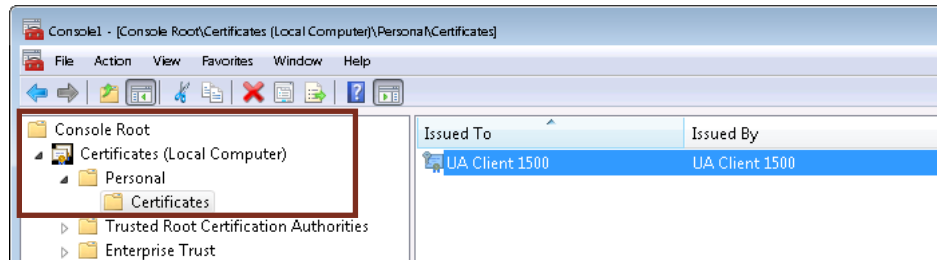 Console1 - [Console Root\Certificates (Local Computer)\Personal\Certificates]
File Action View Favorites Window Help
Console Root
Certificates (Local Computer)
Personal
Certificates
Trusted Root Certification Authorities
Enterprise Trust
Issued To Issued By
UA Client 1500 UA Client 1500